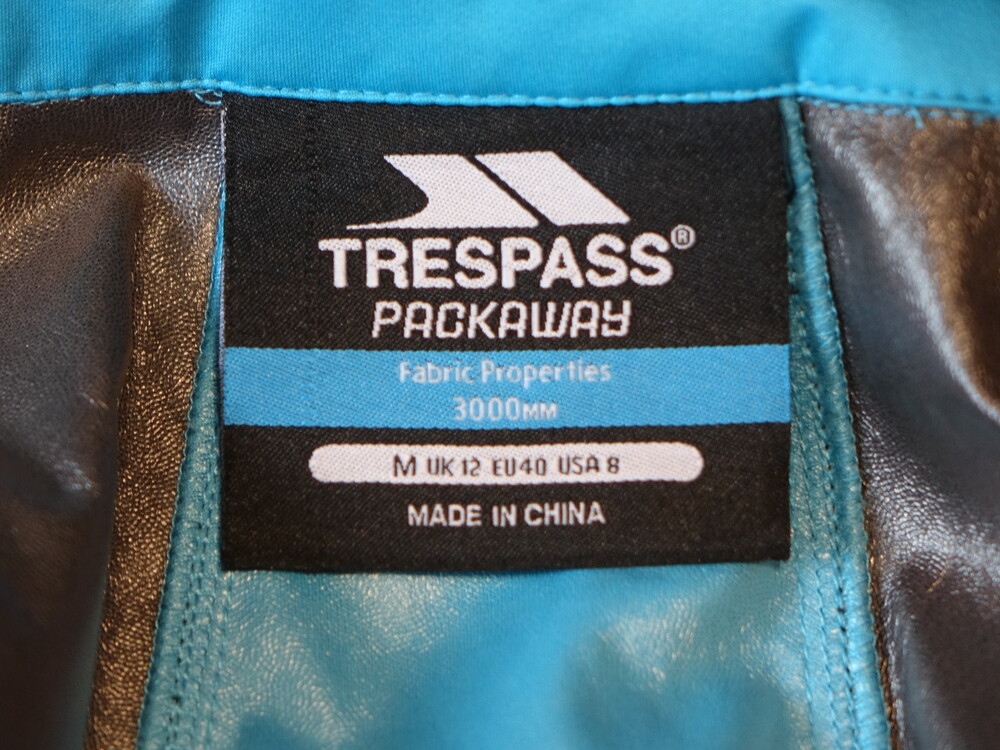 TRESPASS®
PACKAWAY
Fabric Properties
3000MM
M UK 12 EU40 USA 8
MADE IN CHINA